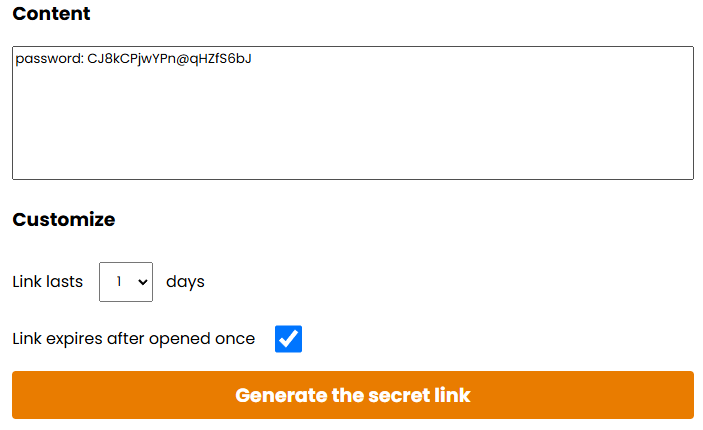 Content
password: CJ8kCPjwYPn@qHZfS6bJ
Customize
Link lasts 1 days
Link expires after opened once
Generate the secret link